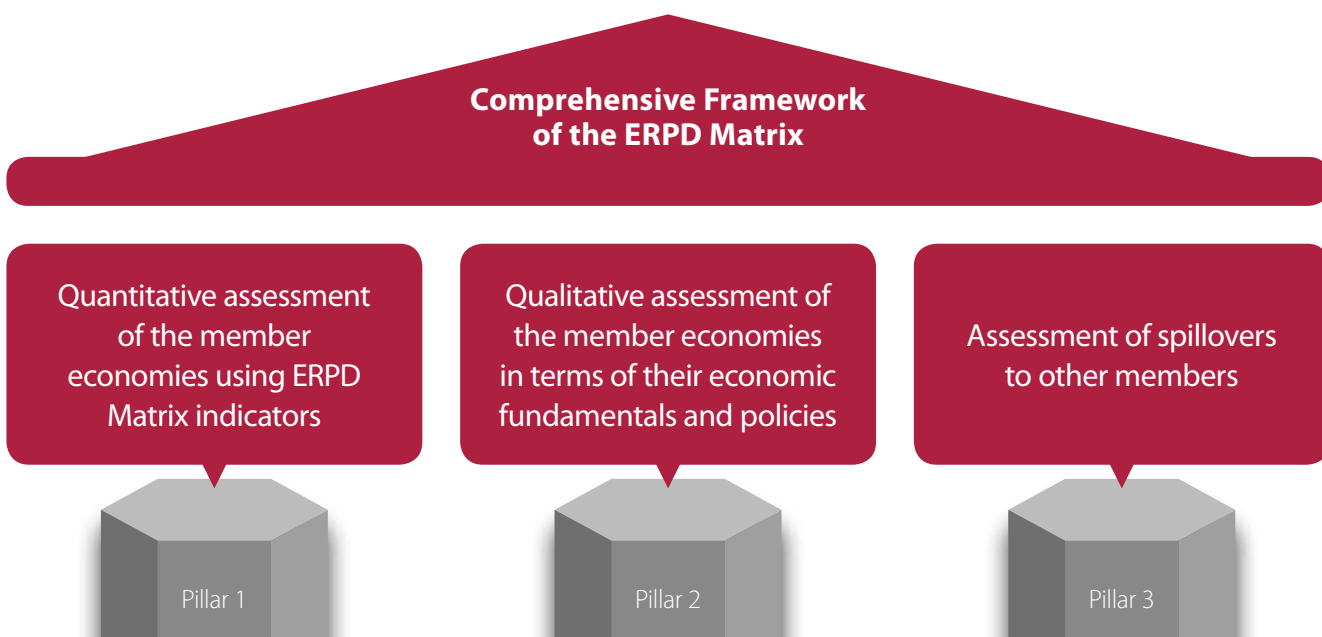 Comprehensive Framework
of the ERPD Matrix
Quantitative assessment
of the member
economies using ERPD
Matrix indicators
Qualitative assessment of
the member economies
in terms of their economic
fundamentals and policies
Assessment of spillovers
to other members
Pillar 1
Pillar 2
Pillar 3